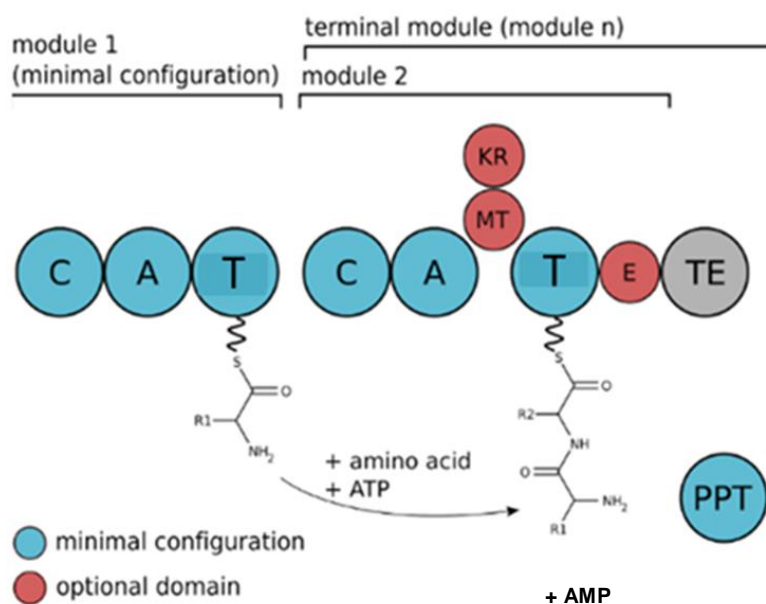 module 1
(minimal configuration)
terminal module (module n)
module 2
KR
MT
C A T C A T E TE
S
O
R1
NH2
S
O
R2
NH
O
NH2
R1
+ amino acid
+ ATP
PPT
minimal configuration
optional domain
+ AMP